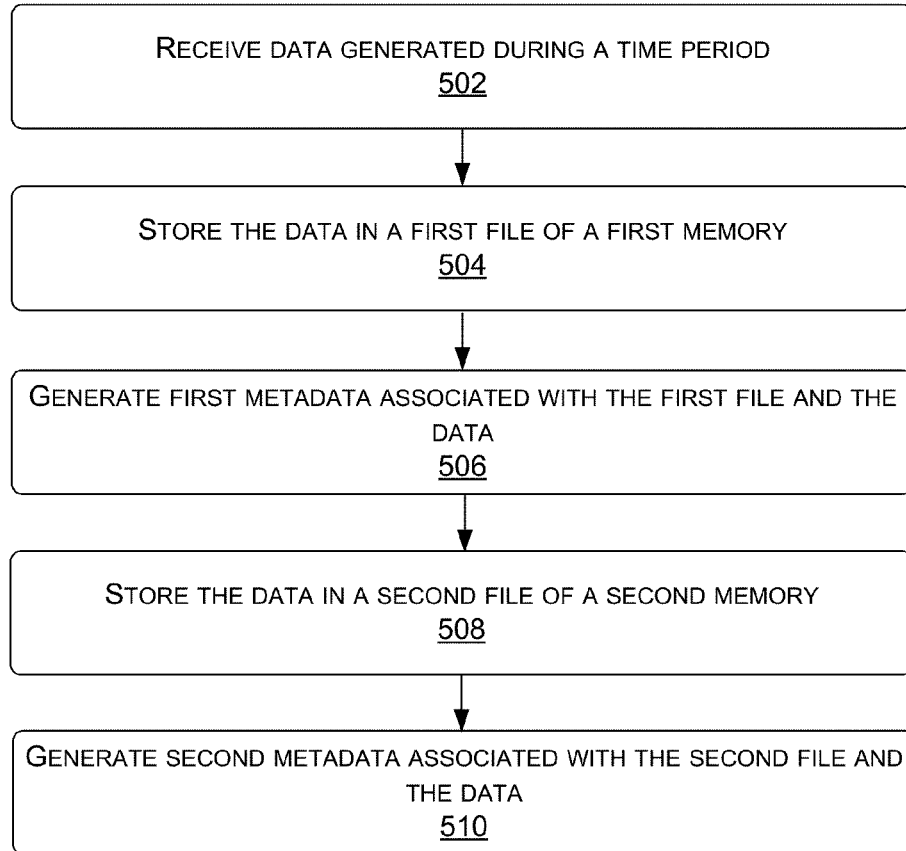 RECEIVE DATA GENERATED DURING A TIME PERIOD
502
STORE THE DATA IN A FIRST FILE OF A FIRST MEMORY
504
GENERATE FIRST METADATA ASSOCIATED WITH THE FIRST FILE AND THE
DATA
506
STORE THE DATA IN A SECOND FILE OF A SECOND MEMORY
508
GENERATE SECOND METADATA ASSOCIATED WITH THE SECOND FILE AND
THE DATA
510